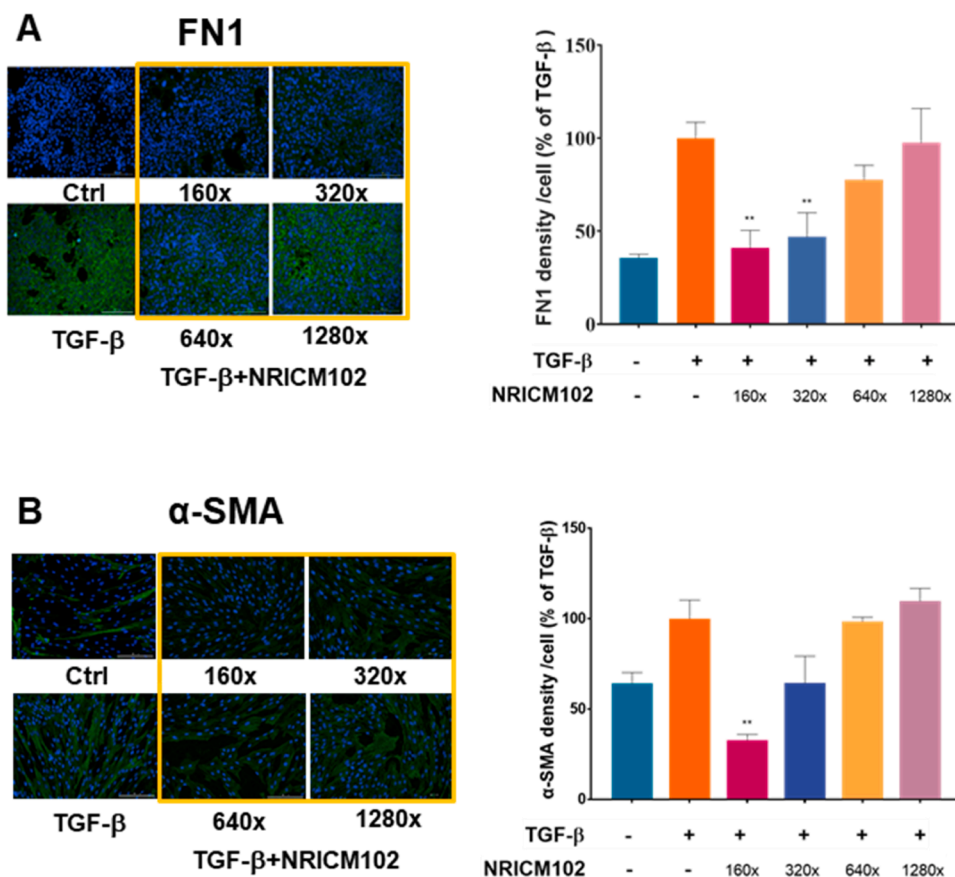 A
FN1
Ctrl
160x
320x
TGF-β
640x
1280x
TGF-β+NRICM102
FN1 density /cell (% of TGF-β )
150
100
50
0
** **
TGF-β - + + + + +
NRICM102 - - 160x 320x 640x 1280x
B
α-SMA
Ctrl
160x
320x
TGF-β
640x
1280x
TGF-β+NRICM102
α-SMA density /cell (% of TGF-β)
150
100
50
0
**
TGF-β - + + + + +
NRICM102 - - 160x 320x 640x 1280x